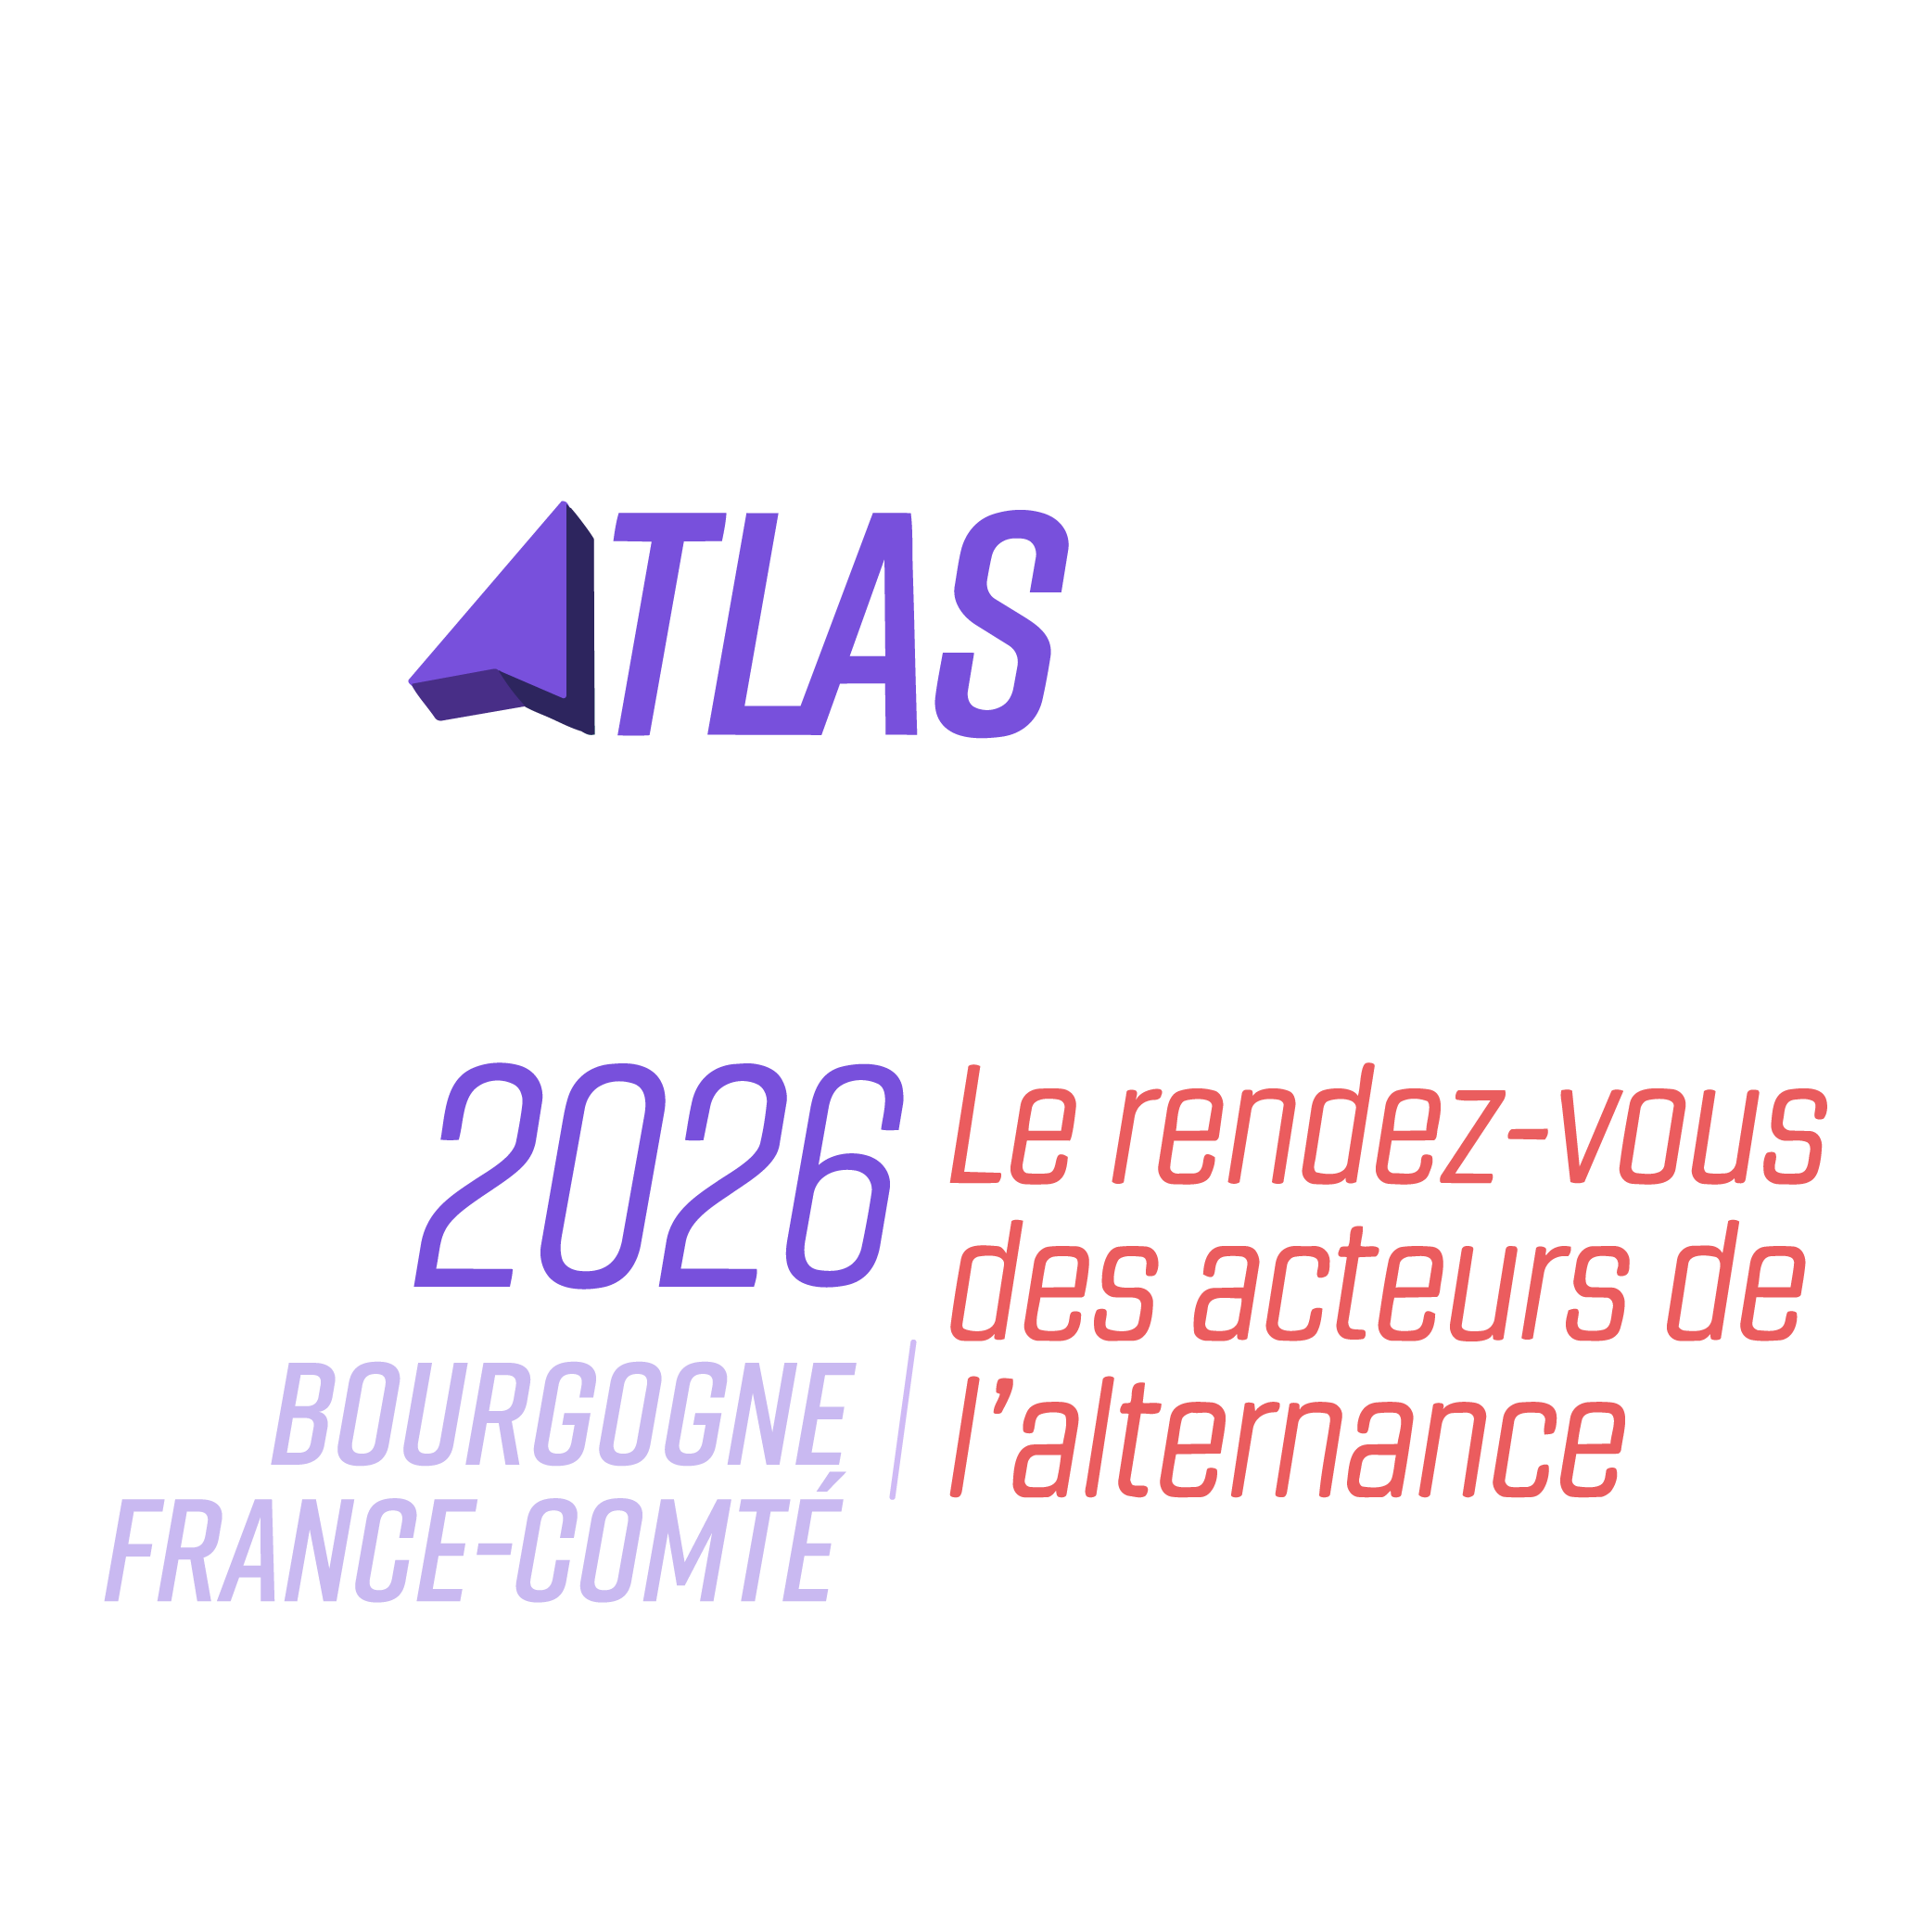 ATLAS
2026
BOURGOGNE
FRANCE-COMTÉ
Le rendez-vous
des acteurs de
l’alternance